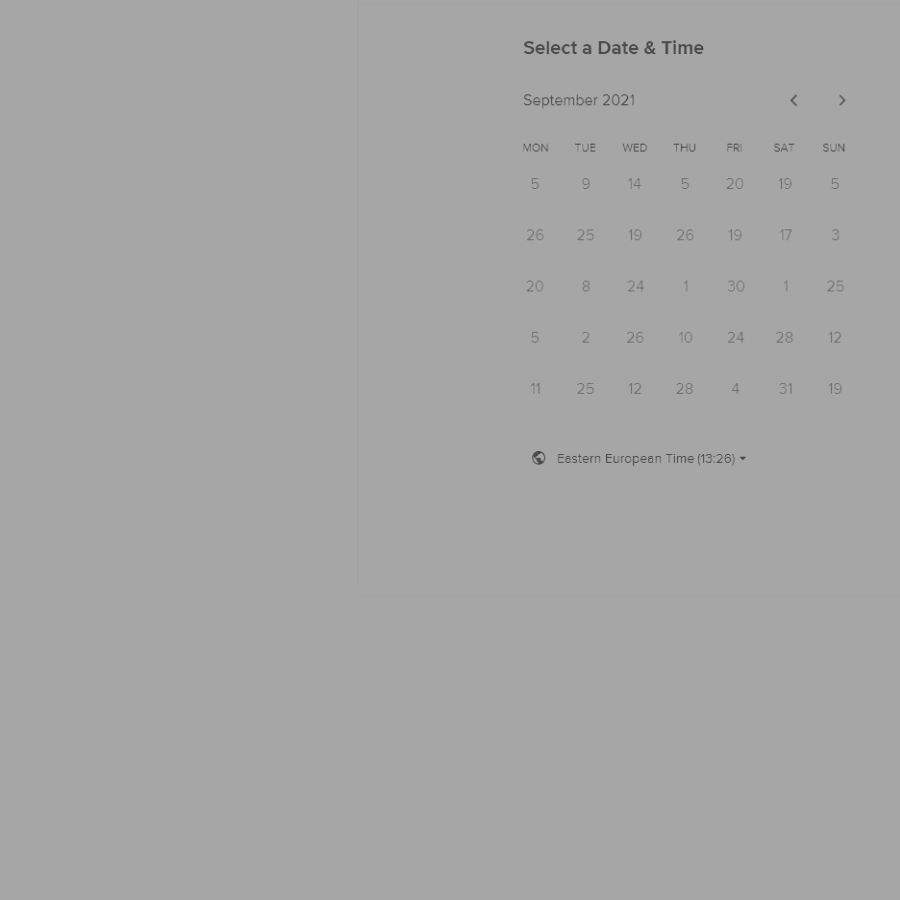 Select a Date & Time
September 2021
MON TUE WED THU FRI SAT SUN
5 9 14 5 20 19 5
26 25 19 26 19 17 3
20 8 24 1 30 1 25
5 2 26 10 24 28 12
11 25 12 28 4 31 19
Eastern European Time (13:26)